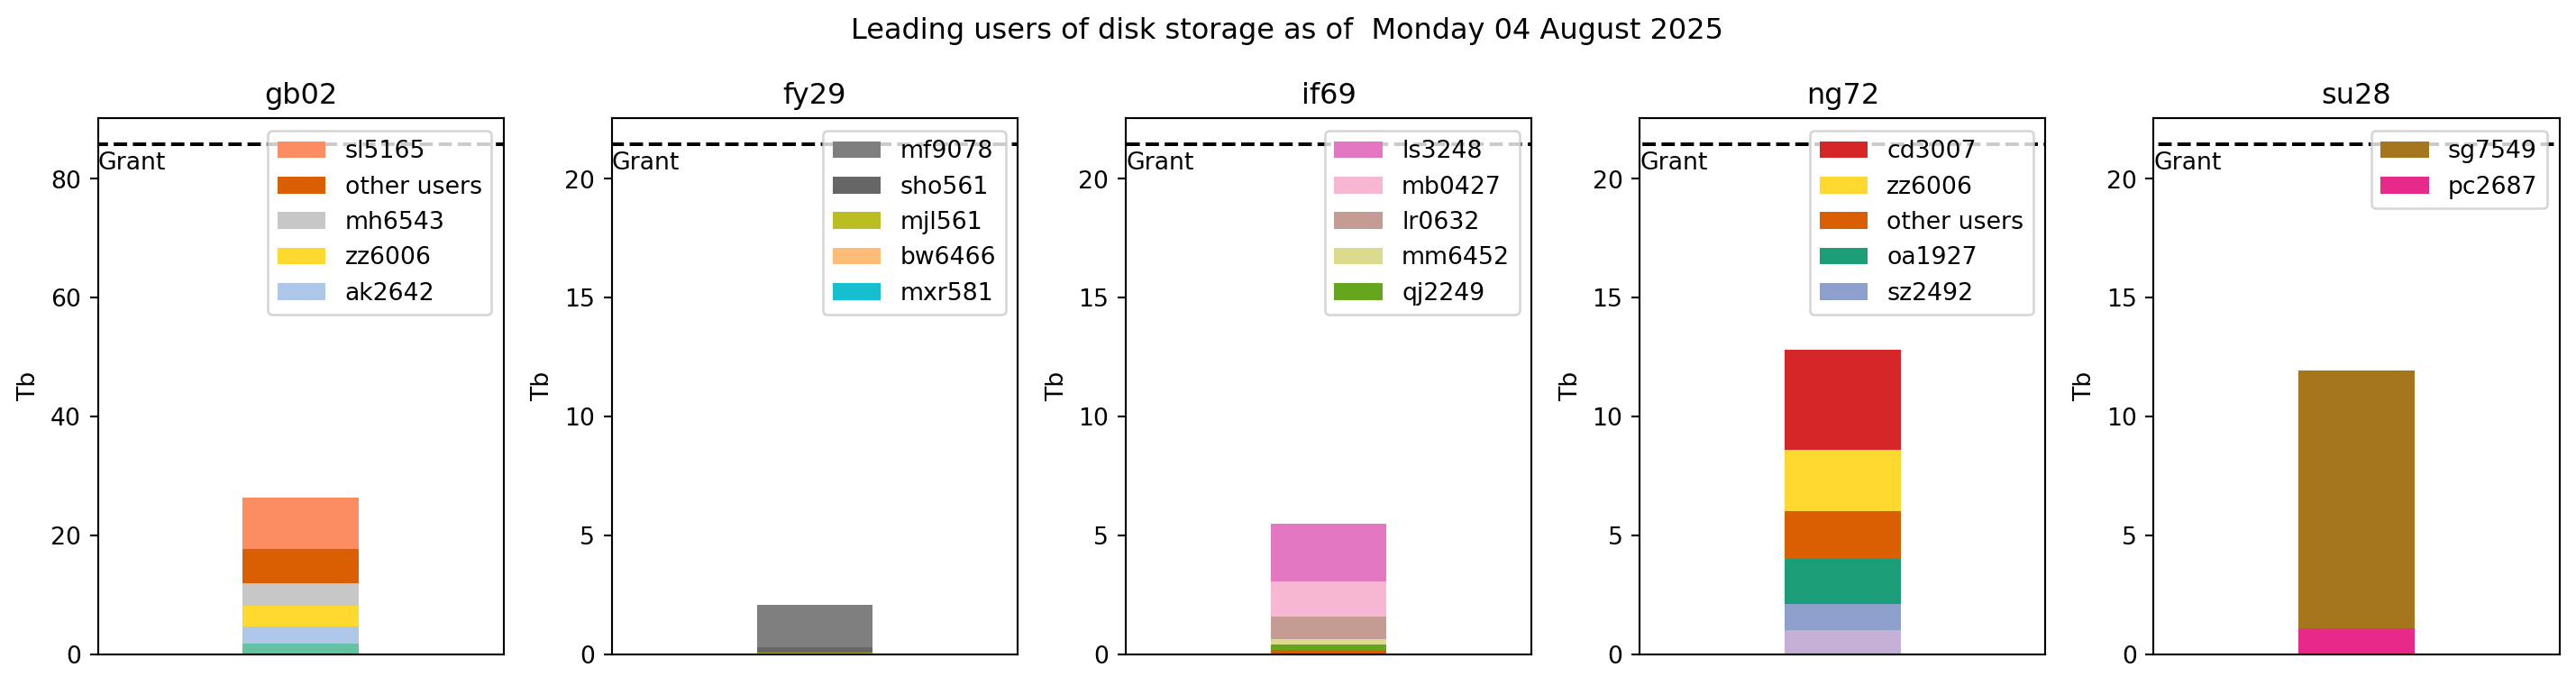 Leading users of disk storage as of  Monday 04 August 2025
gb02
Tb
80
60
40
20
0
Grant
sl5165
other users
mh6543
zz6006
ak2642
fy29
Tb
20
15
10
5
0
Grant
mf9078
sho561
mjl561
bw6466
mxr581
if69
Tb
20
15
10
5
0
Grant
ls3248
mb0427
lr0632
mm6452
qj2249
ng72
Tb
20
15
10
5
0
Grant
cd3007
zz6006
other users
oa1927
sz2492
su28
Tb
20
15
10
5
0
Grant
sg7549
pc2687